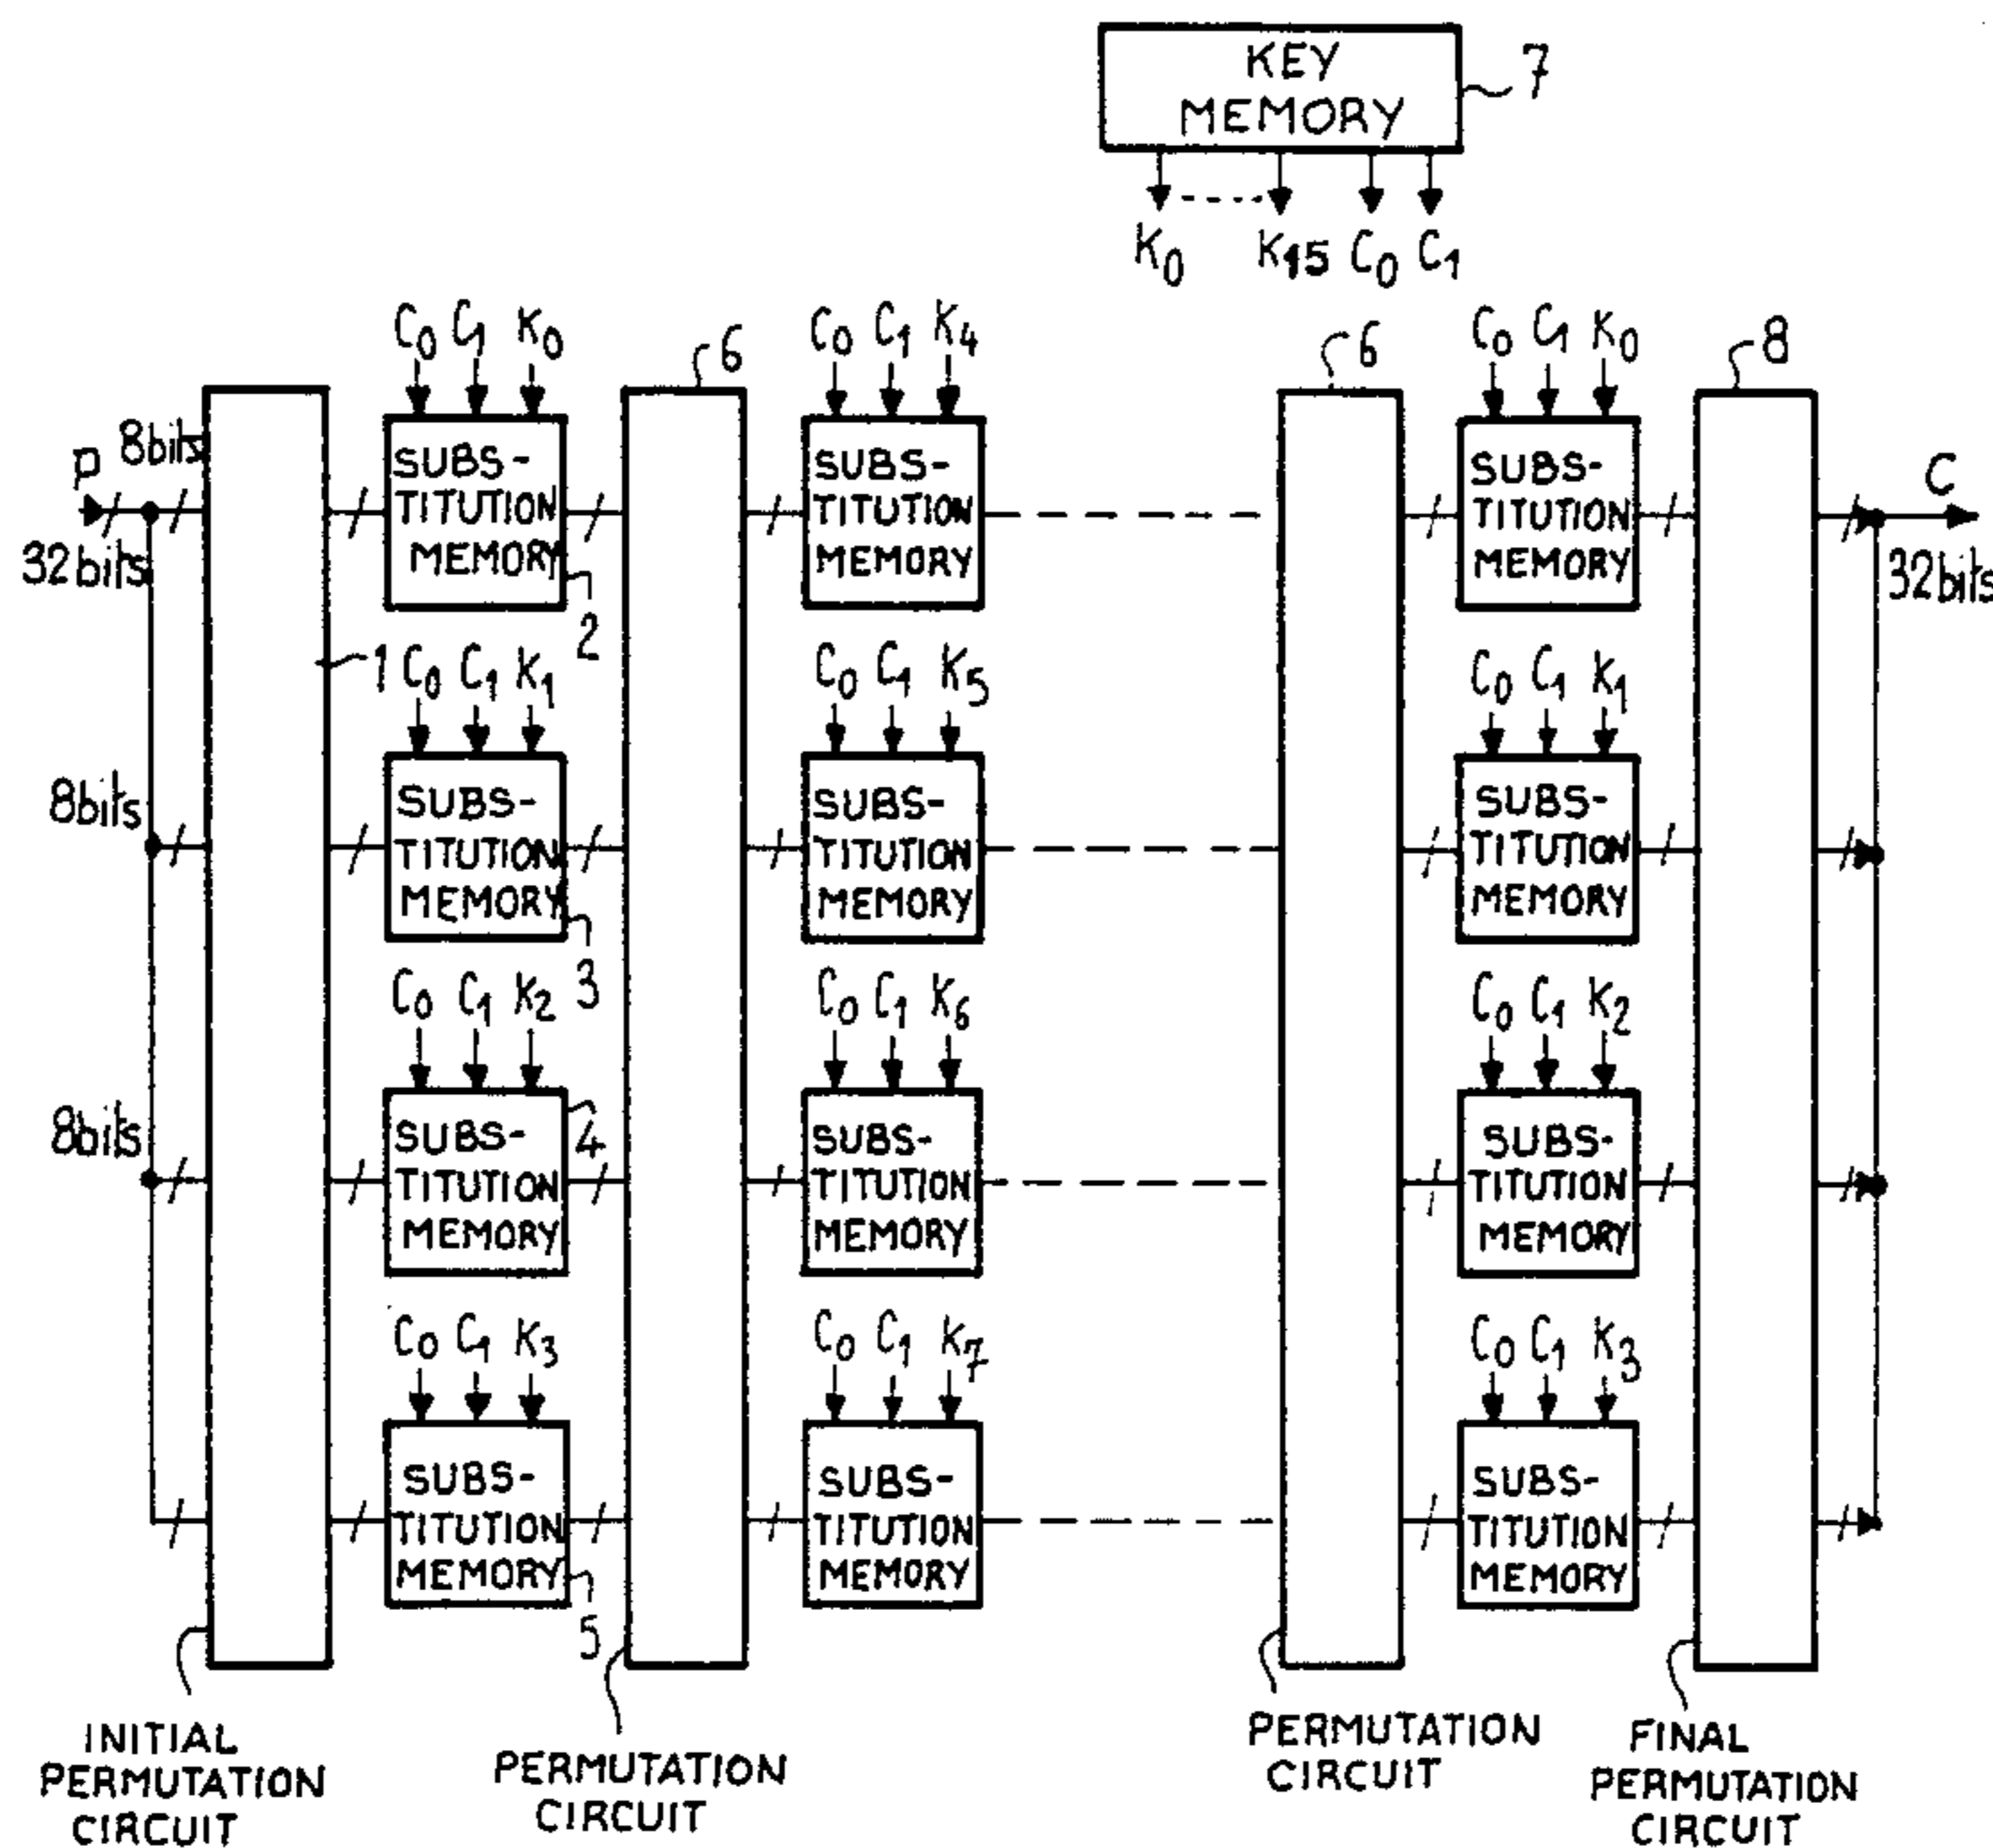 KEY
MEMORY
7
K0 K15 C0 C1
C0 C1 K0
6
C0 C1 K4
6
C0 C1 K0
8
P
8bits
32bits
SUBS-
TITUTION
MEMORY
2
SUBS-
TITUTION
MEMORY
SUBS-
TITUTION
MEMORY
C
32bits
1
C0 C1 K1
C0 C1 K5
C0 C1 K1
8bits
SUBS-
TITUTION
MEMORY
3
SUBS-
TITUTION
MEMORY
SUBS-
TITUTION
MEMORY
C0 C1 K2
C0 C1 K6
C0 C1 K2
8bits
SUBS-
TITUTION
MEMORY
4
SUBS-
TITUTION
MEMORY
SUBS-
TITUTION
MEMORY
C0 C1 K3
C0 C1 K7
C0 C1 K3
SUBS-
TITUTION
MEMORY
5
SUBS-
TITUTION
MEMORY
SUBS-
TITUTION
MEMORY
INITIAL
PERMUTATION
CIRCUIT
PERMUTATION
CIRCUIT
PERMUTATION
CIRCUIT
FINAL
PERMUTATION
CIRCUIT